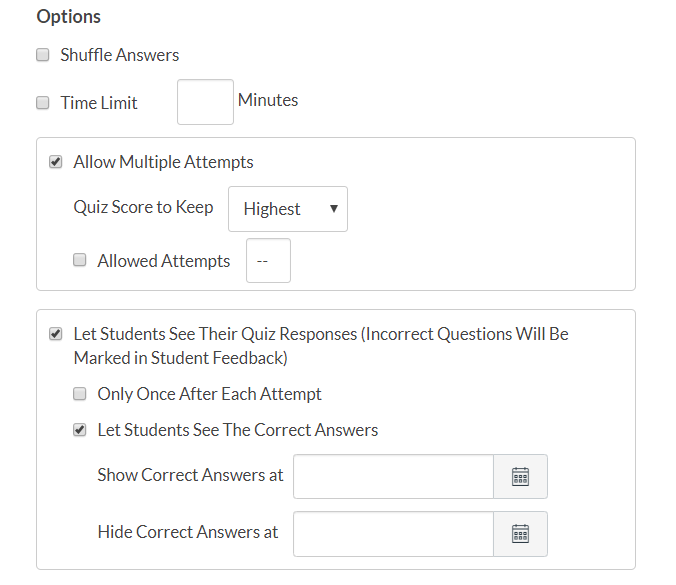 Options
Shuffle Answers
Time Limit Minutes
Allow Multiple Attempts
Quiz Score to Keep Highest
Allowed Attempts --
Let Students See Their Quiz Responses (Incorrect Questions Will Be
Marked in Student Feedback)
Only Once After Each Attempt
Let Students See The Correct Answers
Show Correct Answers at
Hide Correct Answers at